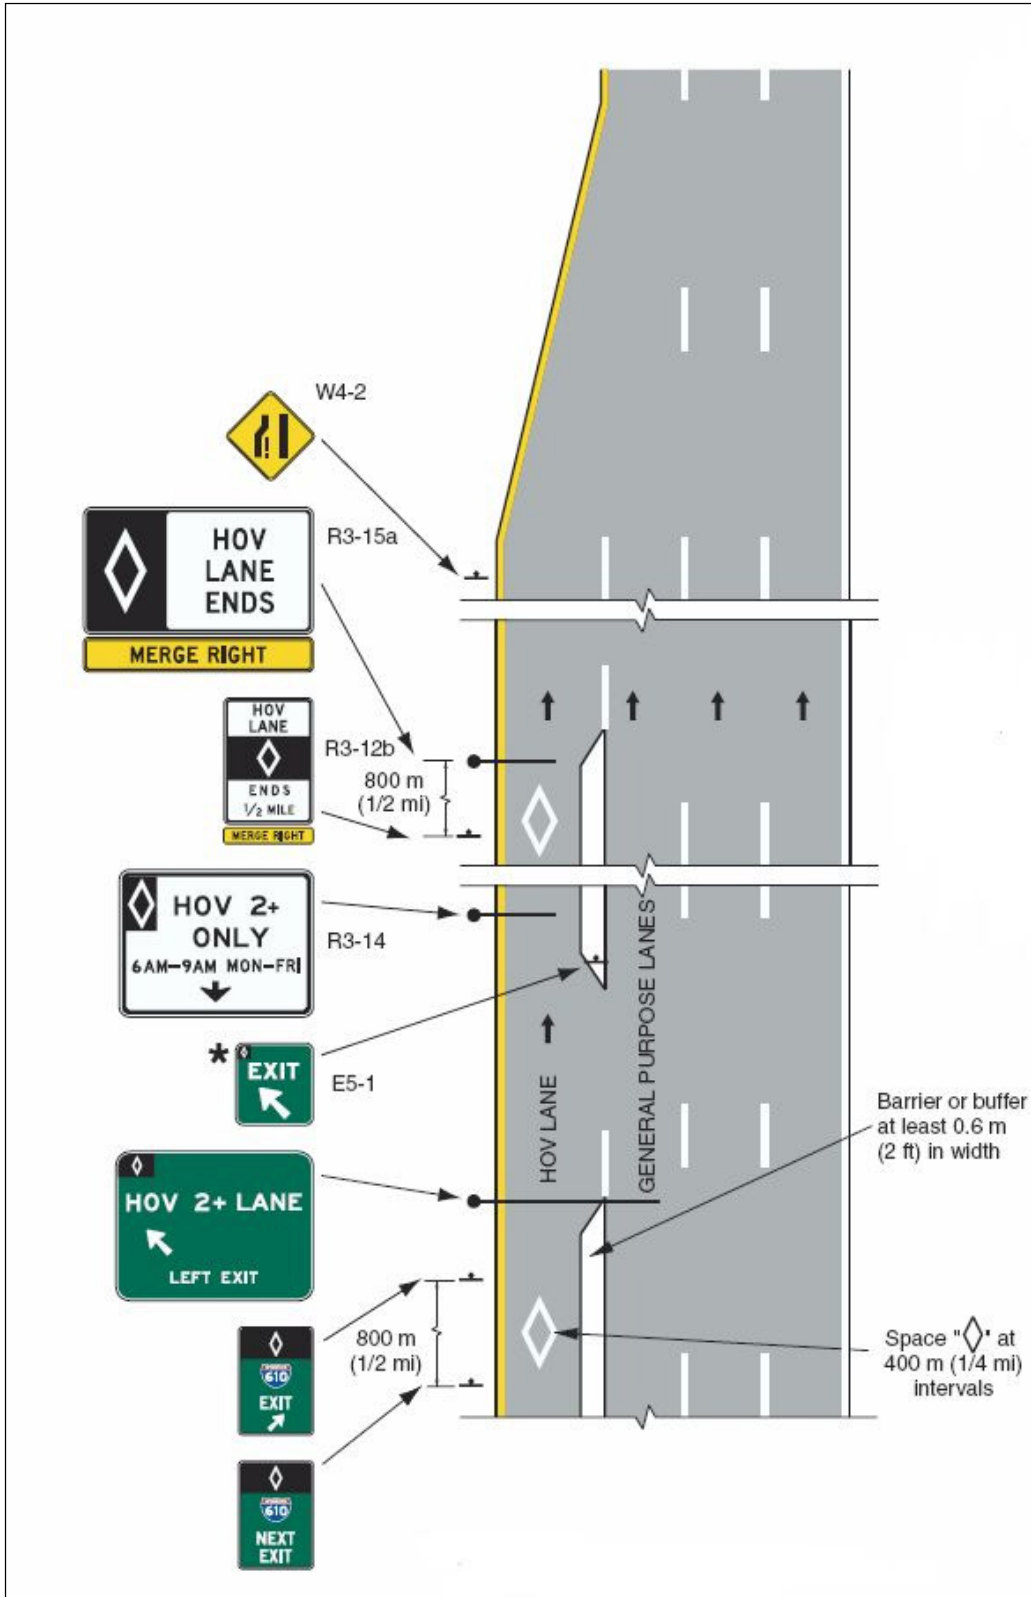 W4-2
HOV
LANE
ENDS
MERGE RIGHT
R3-15a
HOV
LANE
ENDS
1/2 MILE
MERGE RIGHT
R3-12b
800 m
(1/2 mi)
HOV 2+
ONLY
6AM–9AM MON–FRI
R3-14
* EXIT
E5-1
HOV LANE
GENERAL PURPOSE LANES
Barrier or buffer
at least 0.6 m
(2 ft) in width
HOV 2+ LANE
LEFT EXIT
610
EXIT
800 m
(1/2 mi)
Space "◊" at
400 m (1/4 mi)
intervals
610
NEXT
EXIT